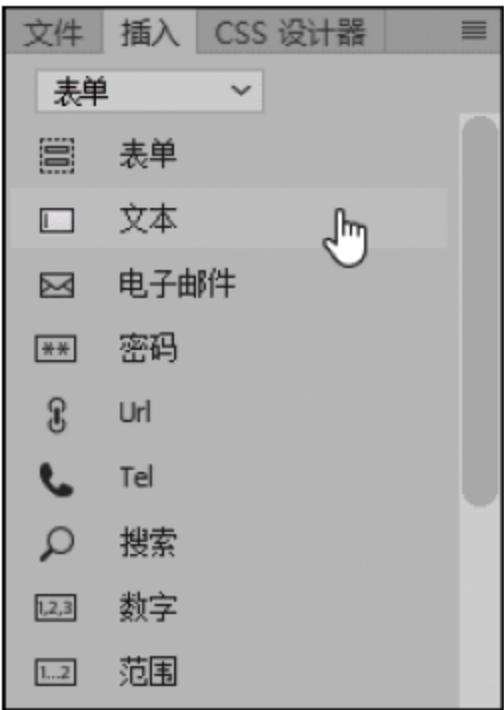 文件 插入 CSS 设计器
表单
表单
文本
电子邮件
** 密码
Url
Tel
搜索
1,2,3 数字
1...2 范围